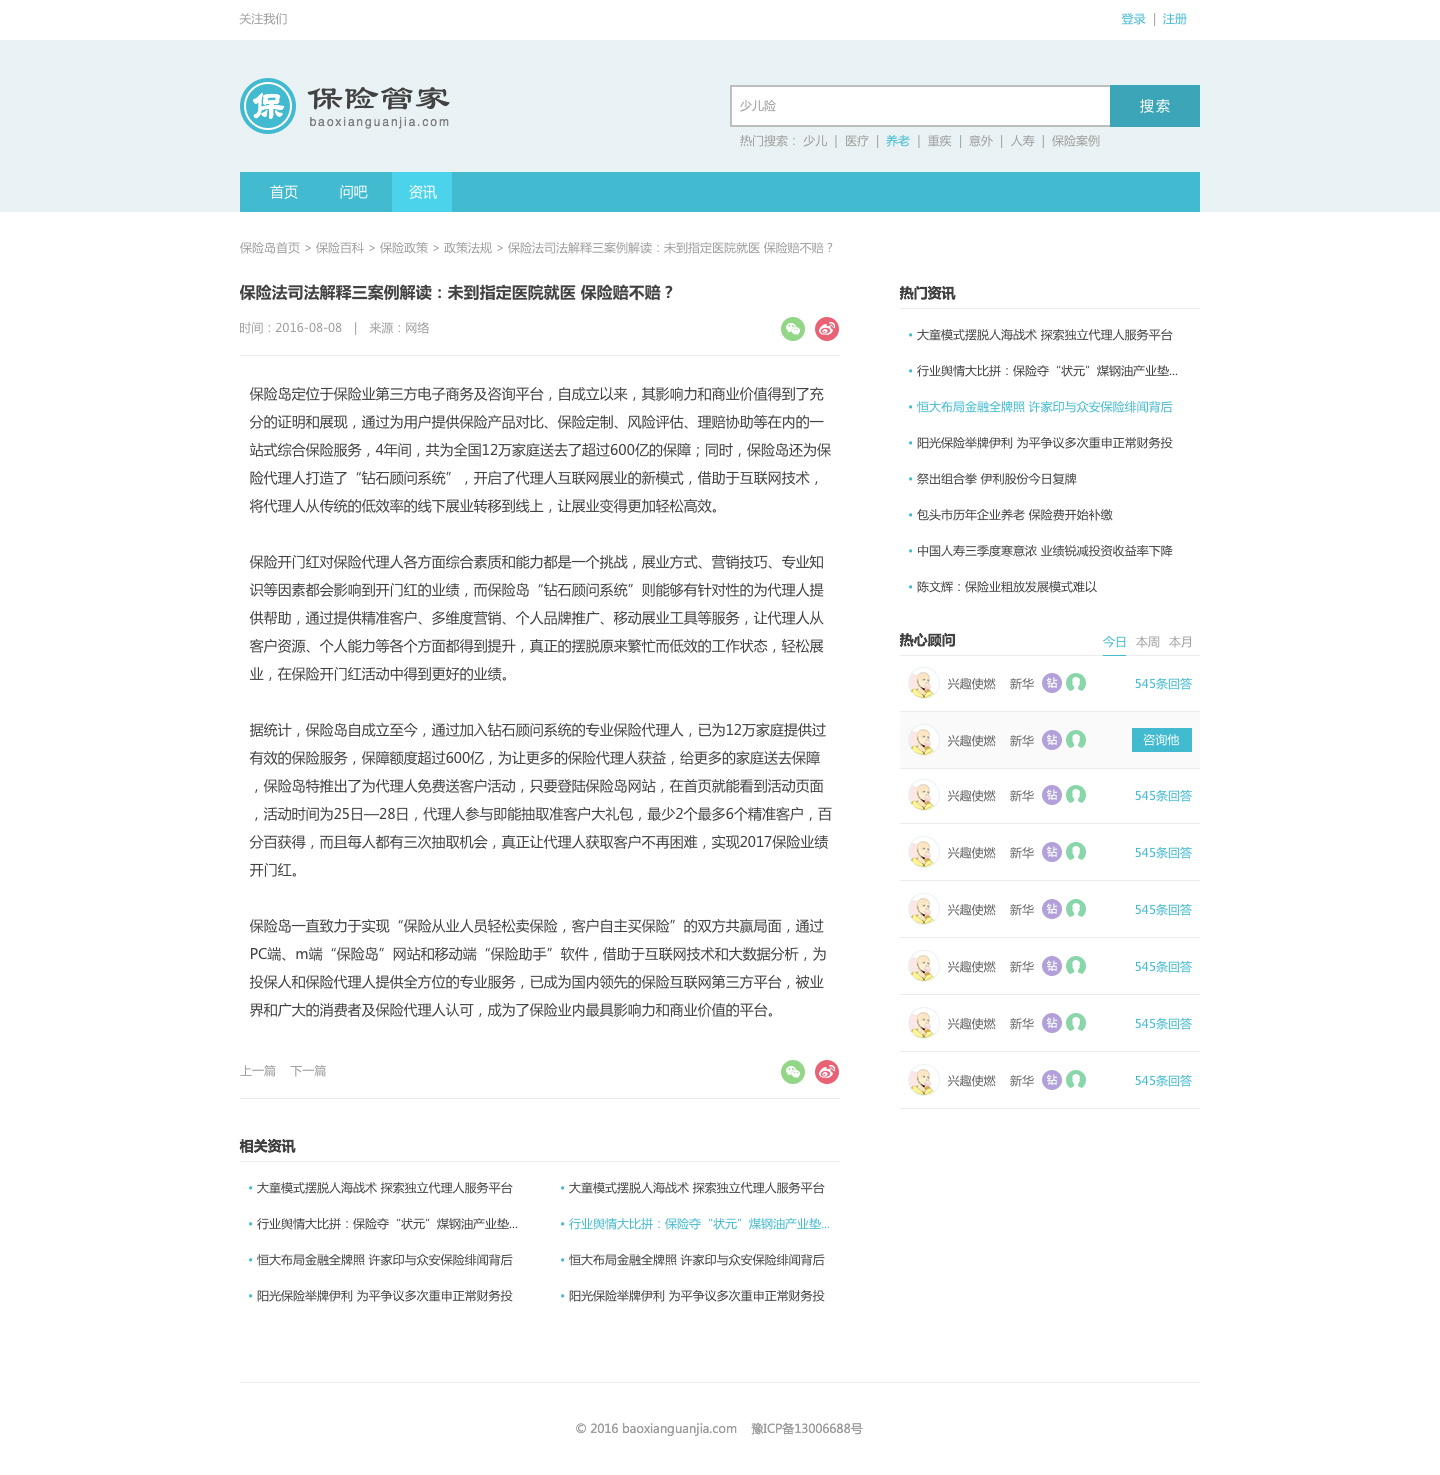 关注我们
登录 | 注册
保险管家
baoxianguanjia.com
少儿险
搜索
热门搜索： 少儿 | 医疗 | 养老 | 重疾 | 意外 | 人寿 | 保险案例
首页 问吧 资讯
保险岛首页 > 保险百科 > 保险政策 > 政策法规 > 保险法司法解释三案例解读：未到指定医院就医 保险赔不赔？
保险法司法解释三案例解读：未到指定医院就医 保险赔不赔？
时间：2016-08-08 | 来源：网络
保险岛定位于保险业第三方电子商务及咨询平台，自成立以来，其影响力和商业价值得到了充
分的证明和展现，通过为用户提供保险产品对比、保险定制、风险评估、理赔协助等在内的一
站式综合保险服务，4年间，共为全国12万家庭送去了超过600亿的保障；同时，保险岛还为保
险代理人打造了“钻石顾问系统”，开启了代理人互联网展业的新模式，借助于互联网技术，
将代理人从传统的低效率的线下展业转移到线上，让展业变得更加轻松高效。
保险开门红对保险代理人各方面综合素质和能力都是一个挑战，展业方式、营销技巧、专业知
识等因素都会影响到开门红的业绩，而保险岛“钻石顾问系统”则能够有针对性的为代理人提
供帮助，通过提供精准客户、多维度营销、个人品牌推广、移动展业工具等服务，让代理人从
客户资源、个人能力等各个方面都得到提升，真正的摆脱原来繁忙而低效的工作状态，轻松展
业，在保险开门红活动中得到更好的业绩。
据统计，保险岛自成立至今，通过加入钻石顾问系统的专业保险代理人，已为12万家庭提供过
有效的保险服务，保障额度超过600亿，为让更多的保险代理人获益，给更多的家庭送去保障
，保险岛特推出了为代理人免费送客户活动，只要登陆保险岛网站，在首页就能看到活动页面
，活动时间为25日—28日，代理人参与即能抽取准客户大礼包，最少2个最多6个精准客户，百
分百获得，而且每人都有三次抽取机会，真正让代理人获取客户不再困难，实现2017保险业绩
开门红。
保险岛一直致力于实现“保险从业人员轻松卖保险，客户自主买保险”的双方共赢局面，通过
PC端、m端“保险岛”网站和移动端“保险助手”软件，借助于互联网技术和大数据分析，为
投保人和保险代理人提供全方位的专业服务，已成为国内领先的保险互联网第三方平台，被业
界和广大的消费者及保险代理人认可，成为了保险业内最具影响力和商业价值的平台。
上一篇 下一篇
相关资讯
大童模式摆脱人海战术 探索独立代理人服务平台
行业舆情大比拼：保险夺“状元”煤钢油产业垫...
恒大布局金融全牌照 许家印与众安保险绯闻背后
阳光保险举牌伊利 为平争议多次重申正常财务投
大童模式摆脱人海战术 探索独立代理人服务平台
行业舆情大比拼：保险夺“状元”煤钢油产业垫...
恒大布局金融全牌照 许家印与众安保险绯闻背后
阳光保险举牌伊利 为平争议多次重申正常财务投
热门资讯
大童模式摆脱人海战术 探索独立代理人服务平台
行业舆情大比拼：保险夺“状元”煤钢油产业垫...
恒大布局金融全牌照 许家印与众安保险绯闻背后
阳光保险举牌伊利 为平争议多次重申正常财务投
祭出组合拳 伊利股份今日复牌
包头市历年企业养老 保险费开始补缴
中国人寿三季度寒意浓 业绩锐减投资收益率下降
陈文辉：保险业粗放发展模式难以
热心顾问 今日 本周 本月
兴趣使燃 新华 钻 545条回答
兴趣使燃 新华 钻 咨询他
兴趣使燃 新华 钻 545条回答
兴趣使燃 新华 钻 545条回答
兴趣使燃 新华 钻 545条回答
兴趣使燃 新华 钻 545条回答
兴趣使燃 新华 钻 545条回答
兴趣使燃 新华 钻 545条回答
© 2016 baoxianguanjia.com 豫ICP备13006688号